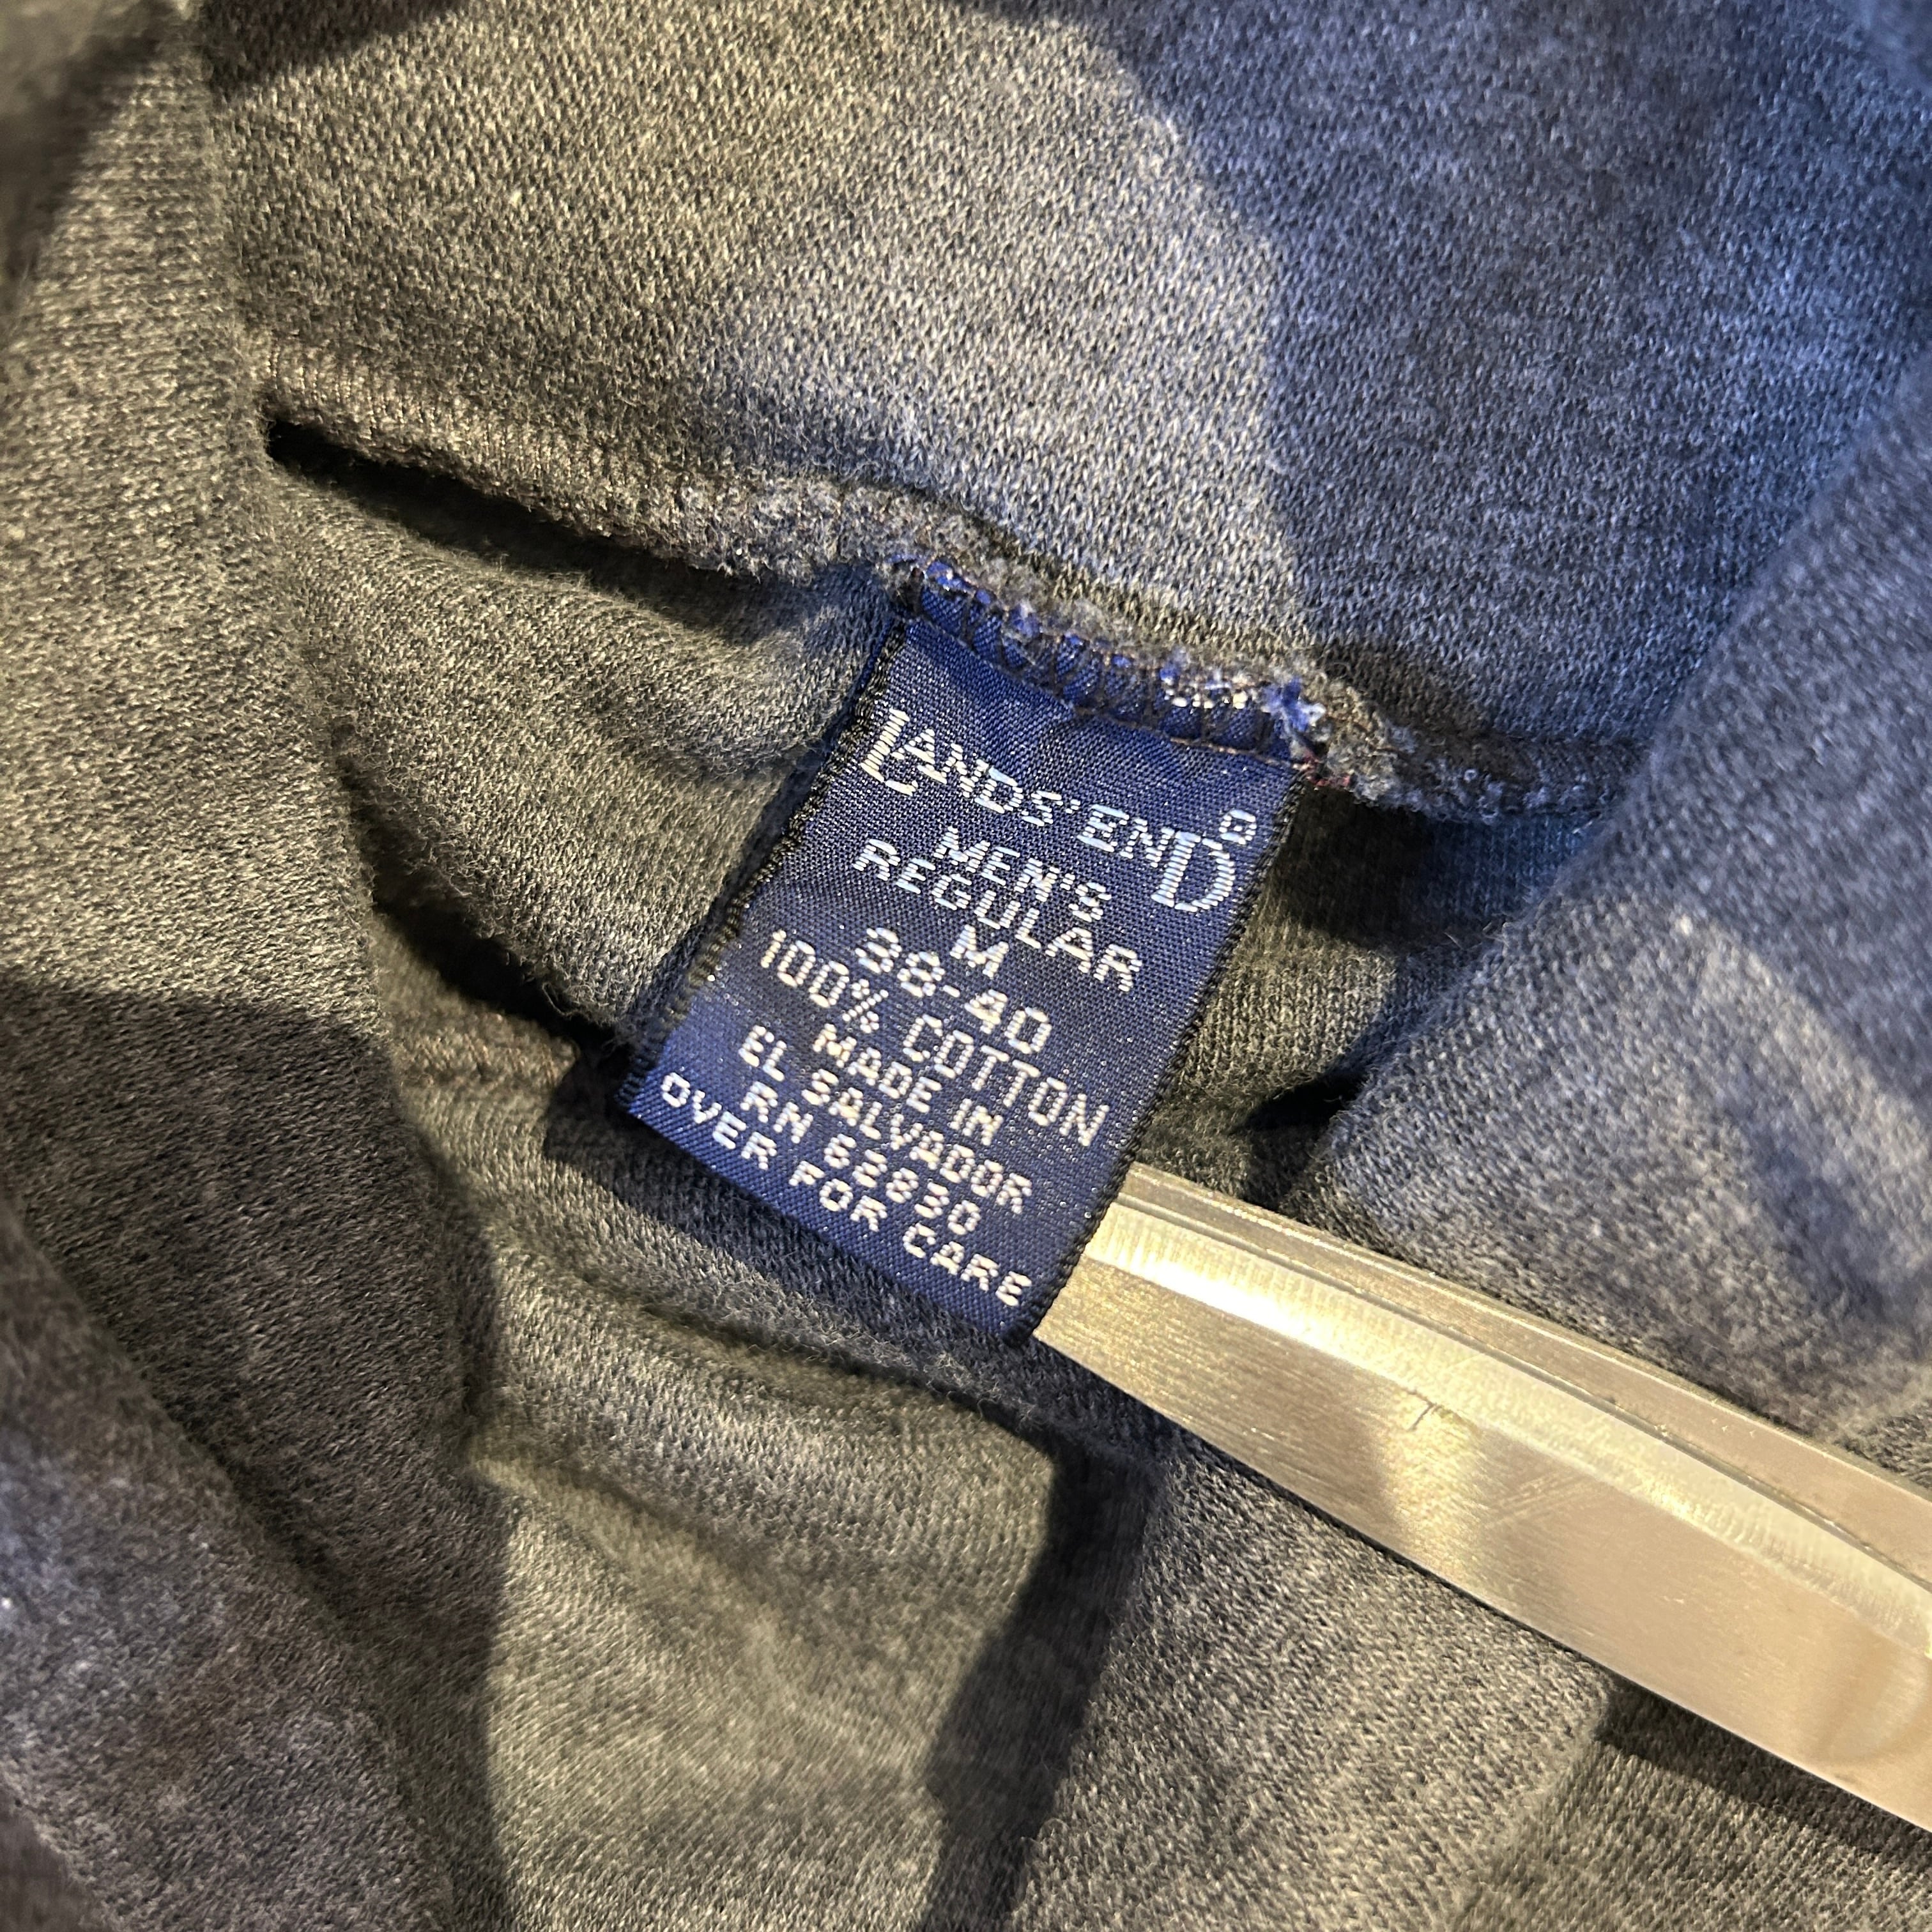 LANDS' END®
MEN'S
REGULAR
M
38-40
100% COTTON
MADE IN
EL SALVADOR
RN 62830
OVER FOR CARE